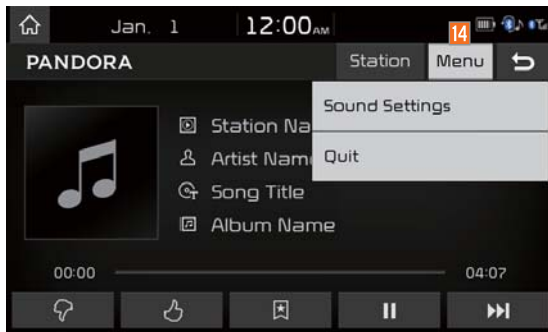 Jan. 1 12:00AM
14
PANDORA Station Menu
Sound Settings
Quit
Station Na
Artist Nam
Song Title
Album Name
00:00 04:07